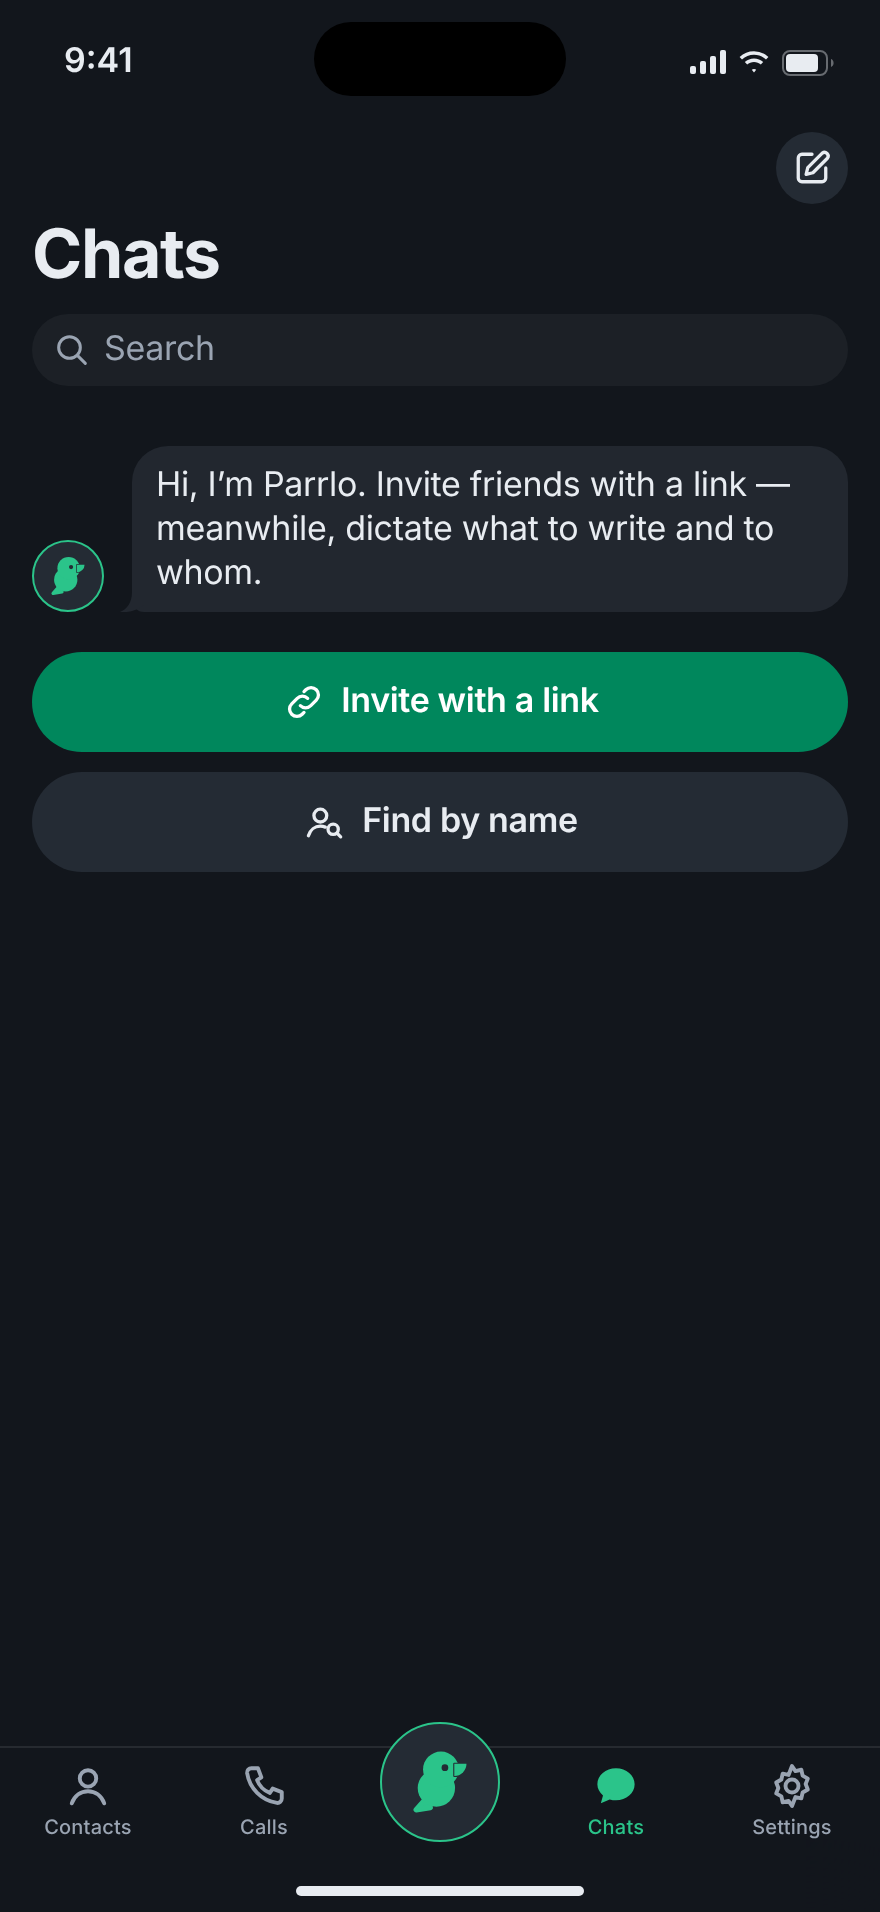 9:41
Chats
Search
Hi, I’m Parrlo. Invite friends with a link —
meanwhile, dictate what to write and to
whom.
Invite with a link
Find by name
Contacts
Calls
Chats
Settings